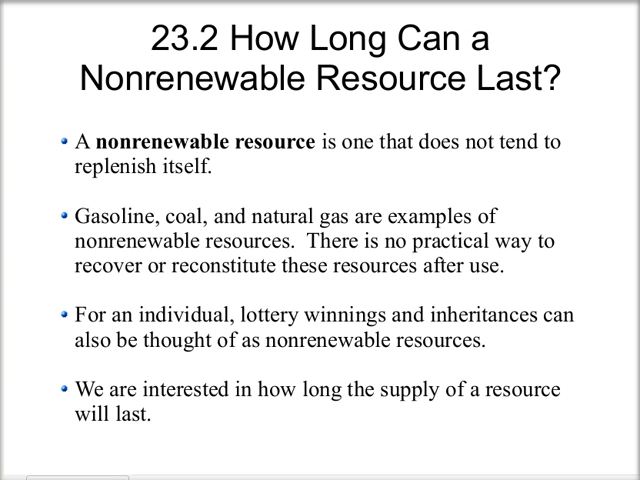 23.2 How Long Can a
Nonrenewable Resource Last?
• A nonrenewable resource is one that does not tend to
replenish itself.
• Gasoline, coal, and natural gas are examples of
nonrenewable resources.  There is no practical way to
recover or reconstitute these resources after use.
• For an individual, lottery winnings and inheritances can
also be thought of as nonrenewable resources.
• We are interested in how long the supply of a resource
will last.